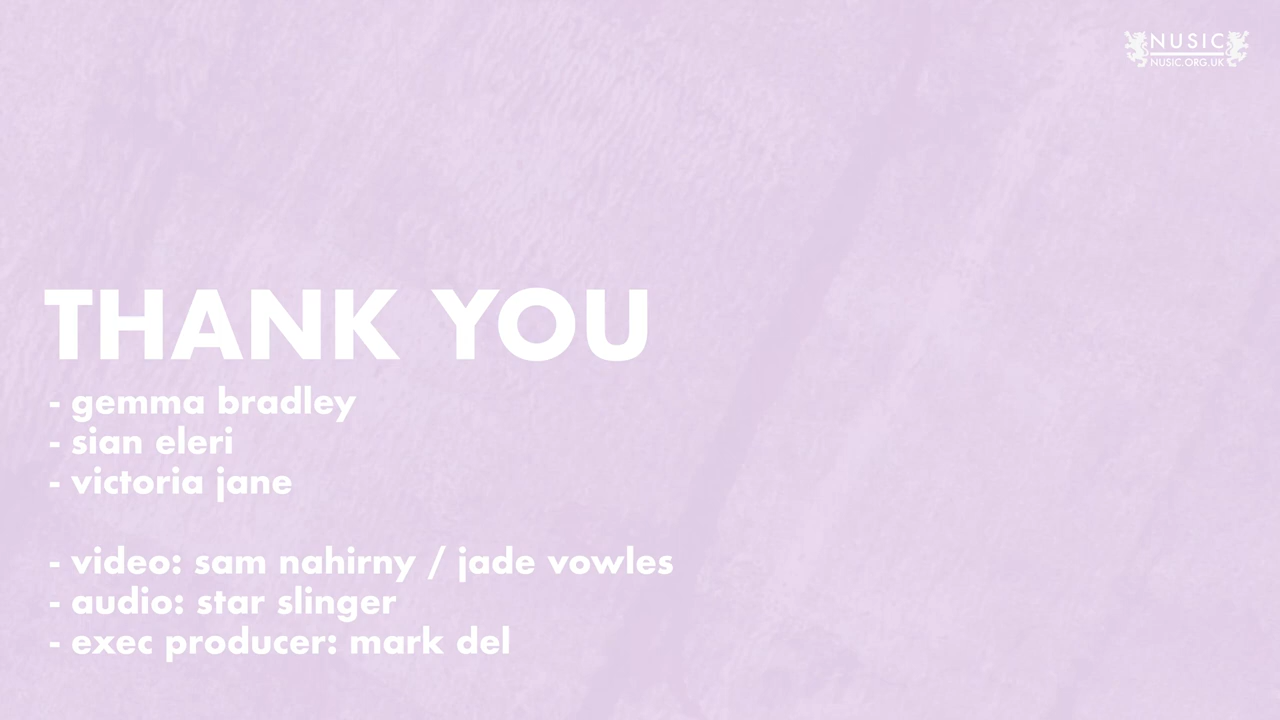 NUSIC
NUSIC.ORG.UK
THANK YOU
- gemma bradley
- sian eleri
- victoria jane
- video: sam nahirny / jade vowles
- audio: star slinger
- exec producer: mark del